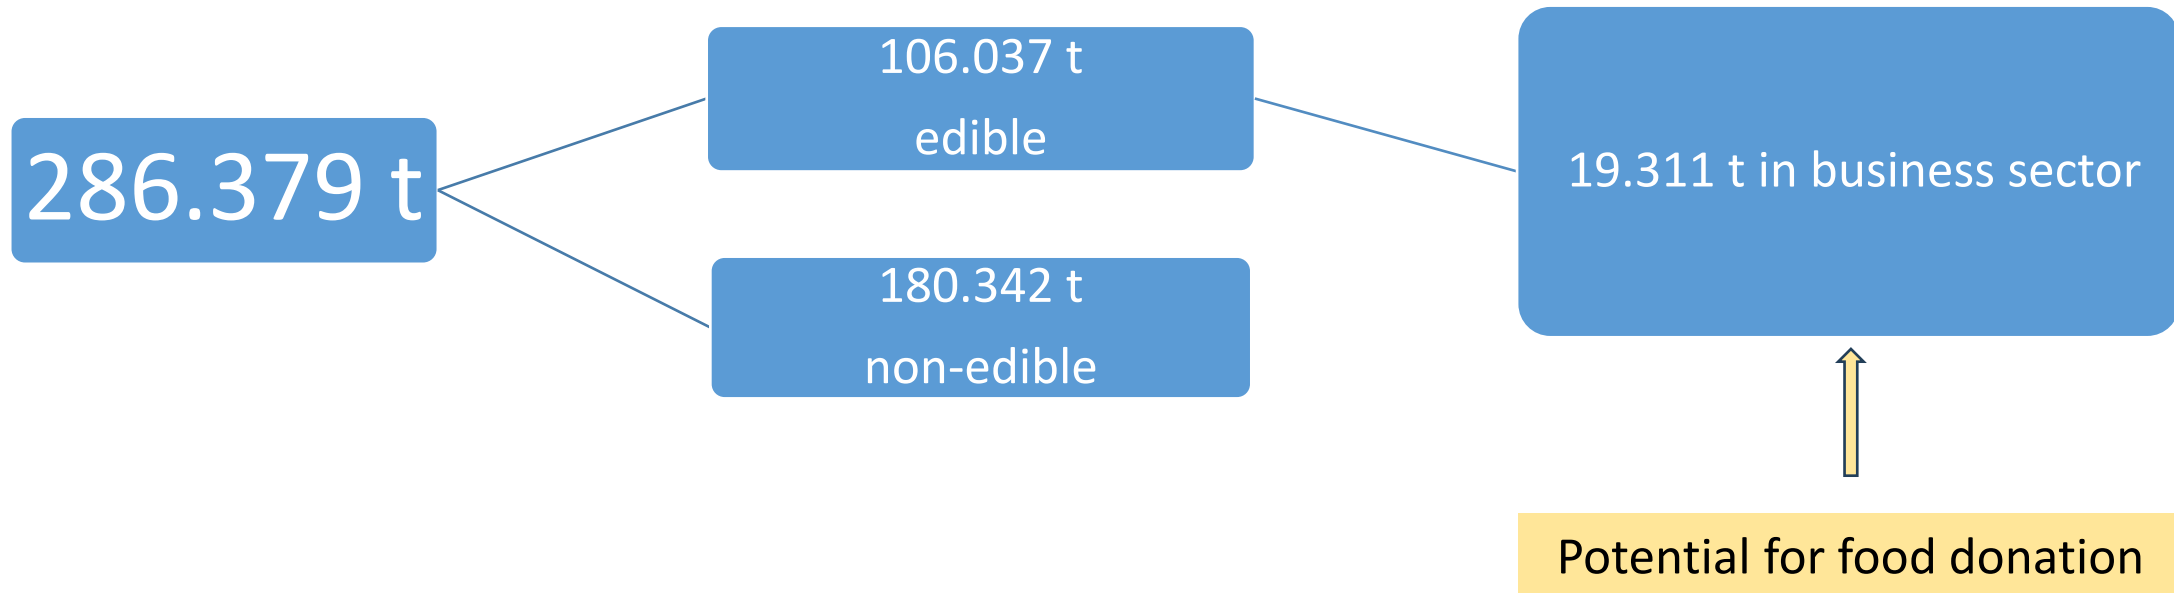 286.379 t
106.037 t
edible
180.342 t
non-edible
19.311 t in business sector
Potential for food donation